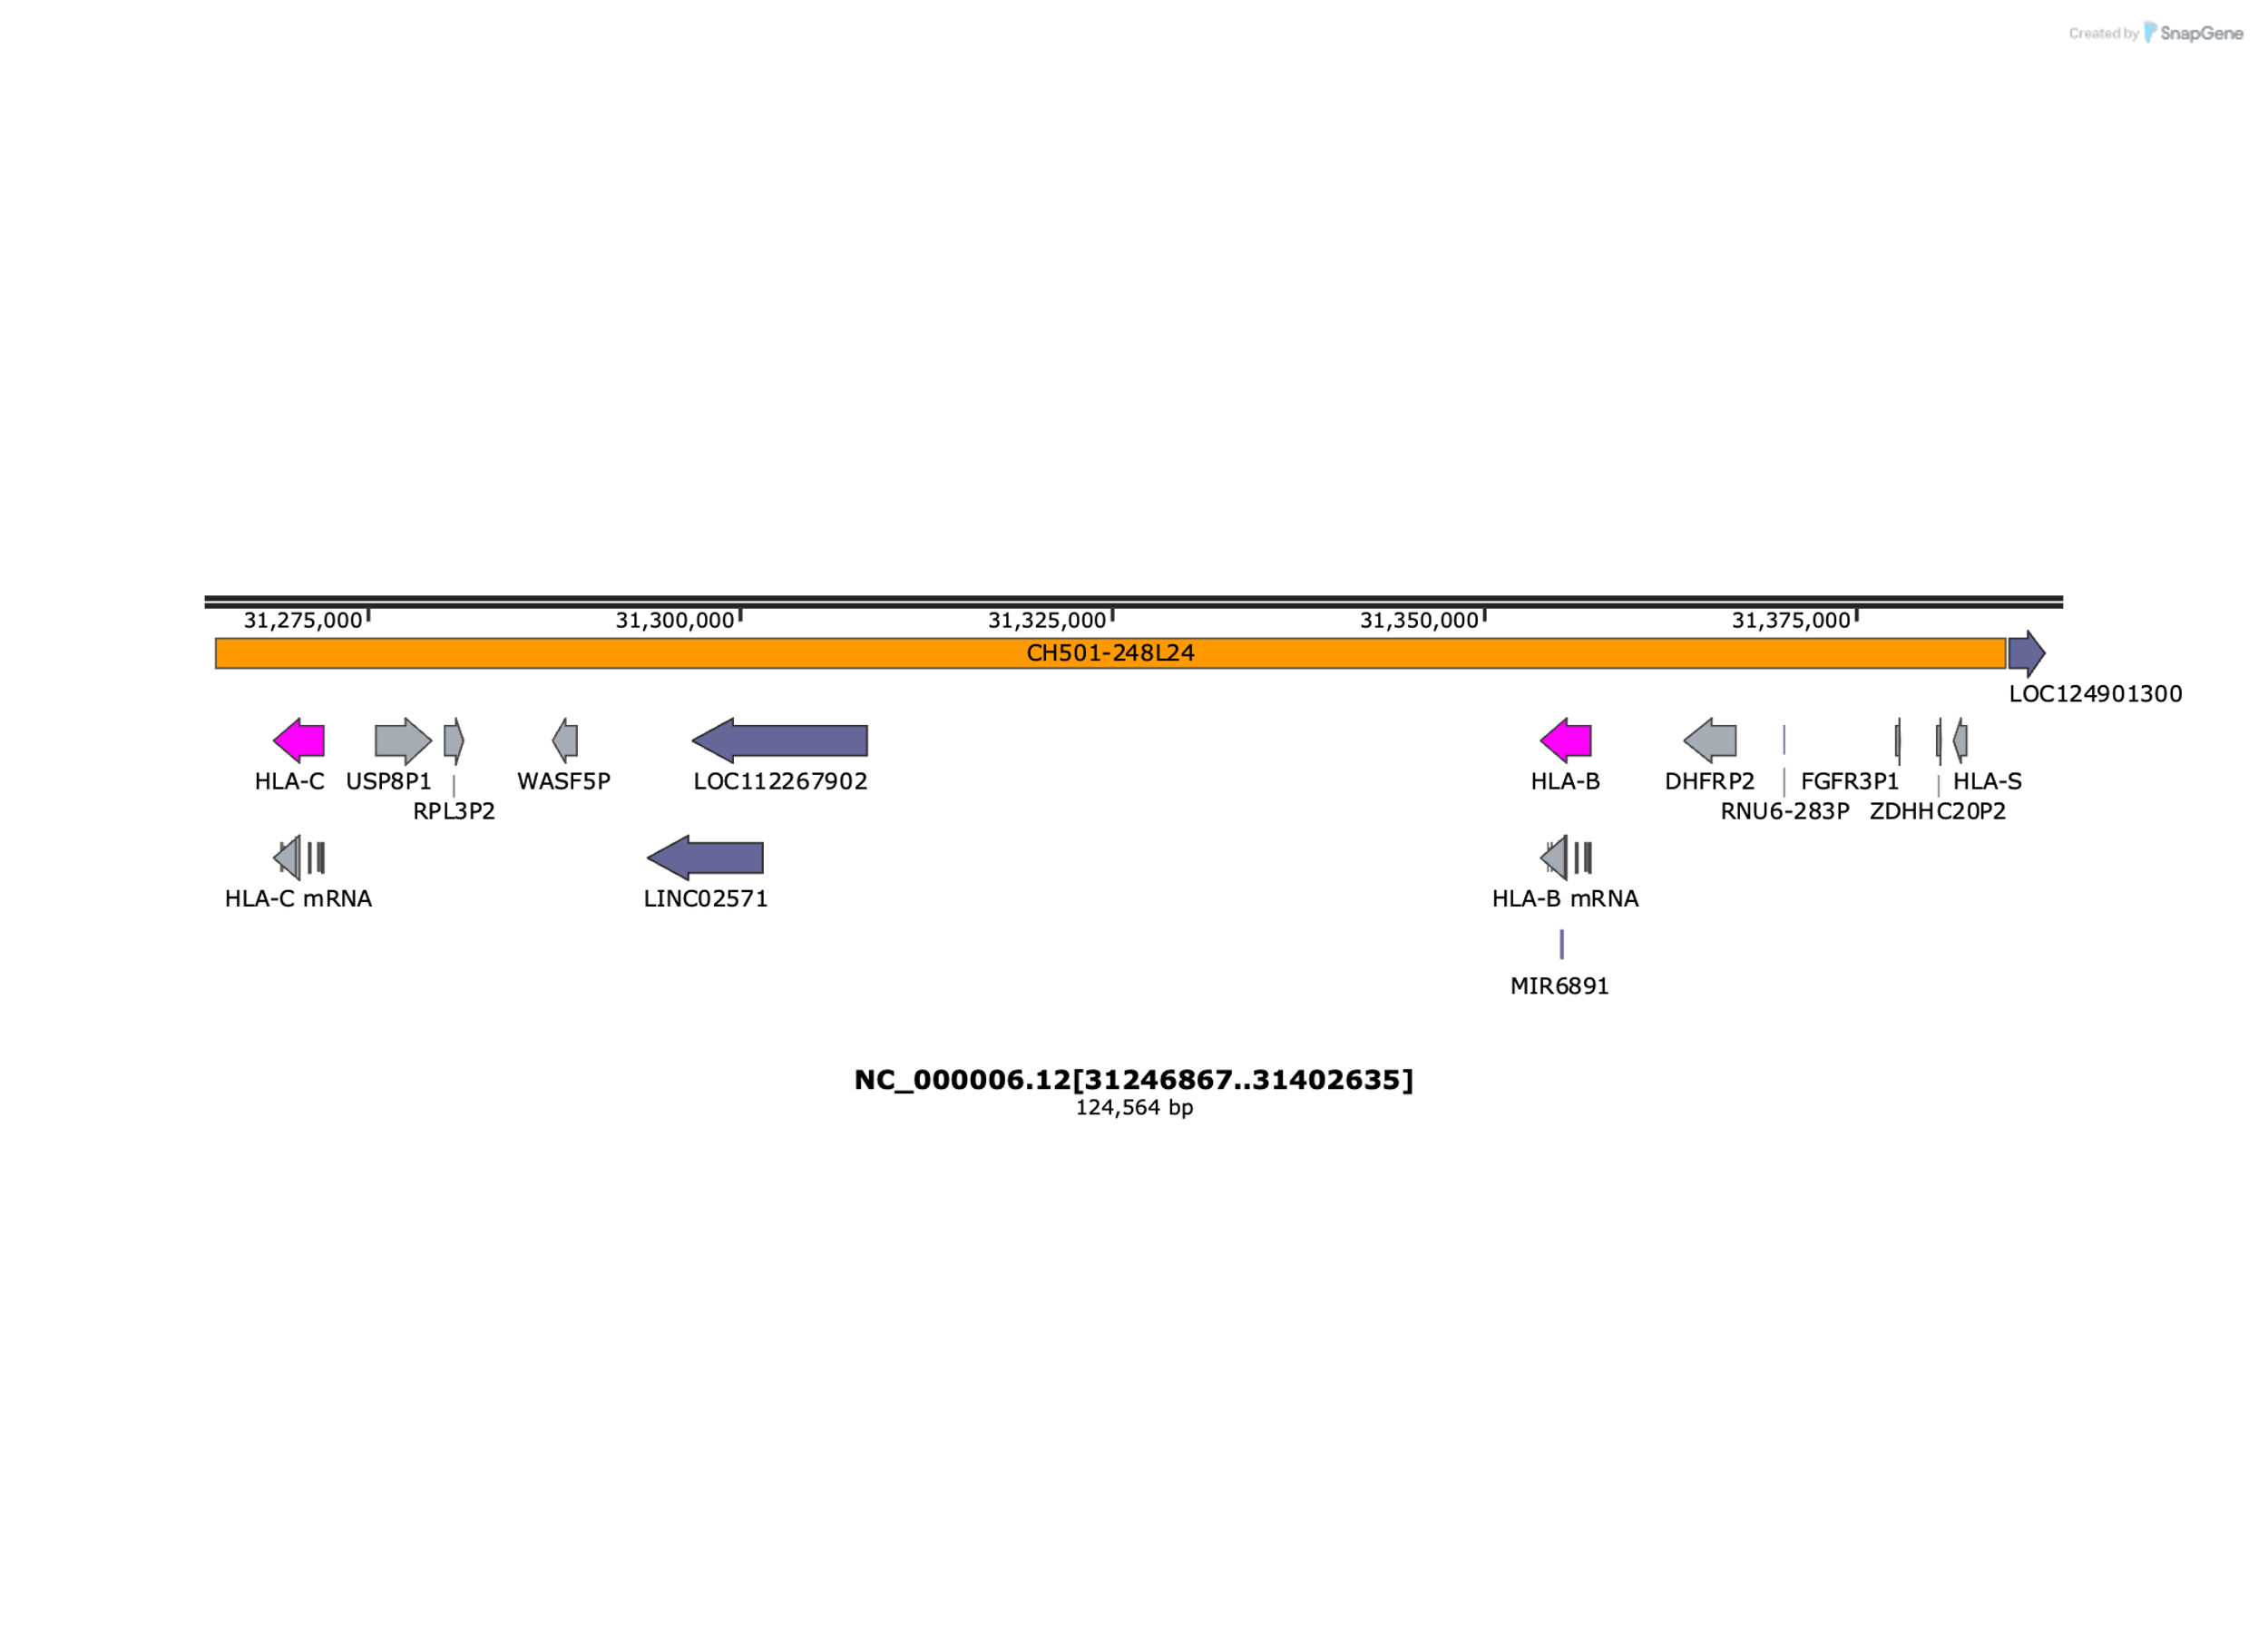 Created by SnapGene
31,275,000 31,300,000 31,325,000 31,350,000 31,375,000
CH501-248L24
LOC124901300
HLA-C USP8P1 WASF5P LOC112267902 HLA-B DHFRP2 FGFR3P1 HLA-S
RPL3P2 RNU6-283P ZDHHC20P2
HLA-C mRNA LINC02571 HLA-B mRNA
MIR6891
NC_000006.12[31246867..31402635]
124,564 bp